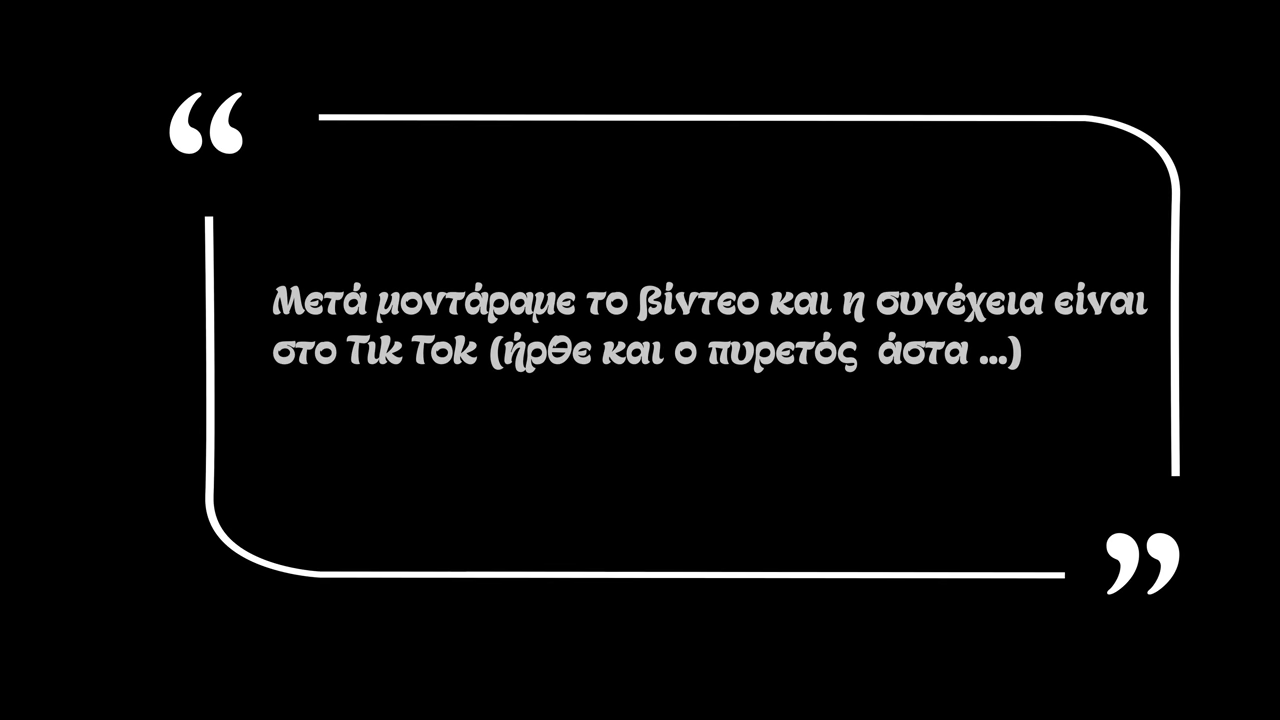 Μετά μοντάραμε το βίντεο και η συνέχεια είναι
στο Tik Tok (ήρθε και ο πυρετός άστα ...)